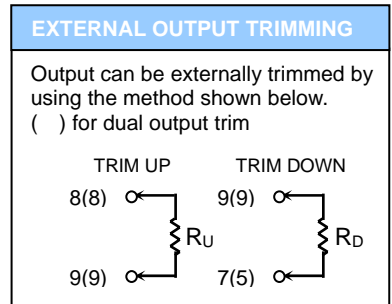 EXTERNAL OUTPUT TRIMMING
Output can be externally trimmed by
using the method shown below.
( ) for dual output trim
TRIM UP TRIM DOWN
8(8) 9(9)
RU RD
9(9) 7(5)